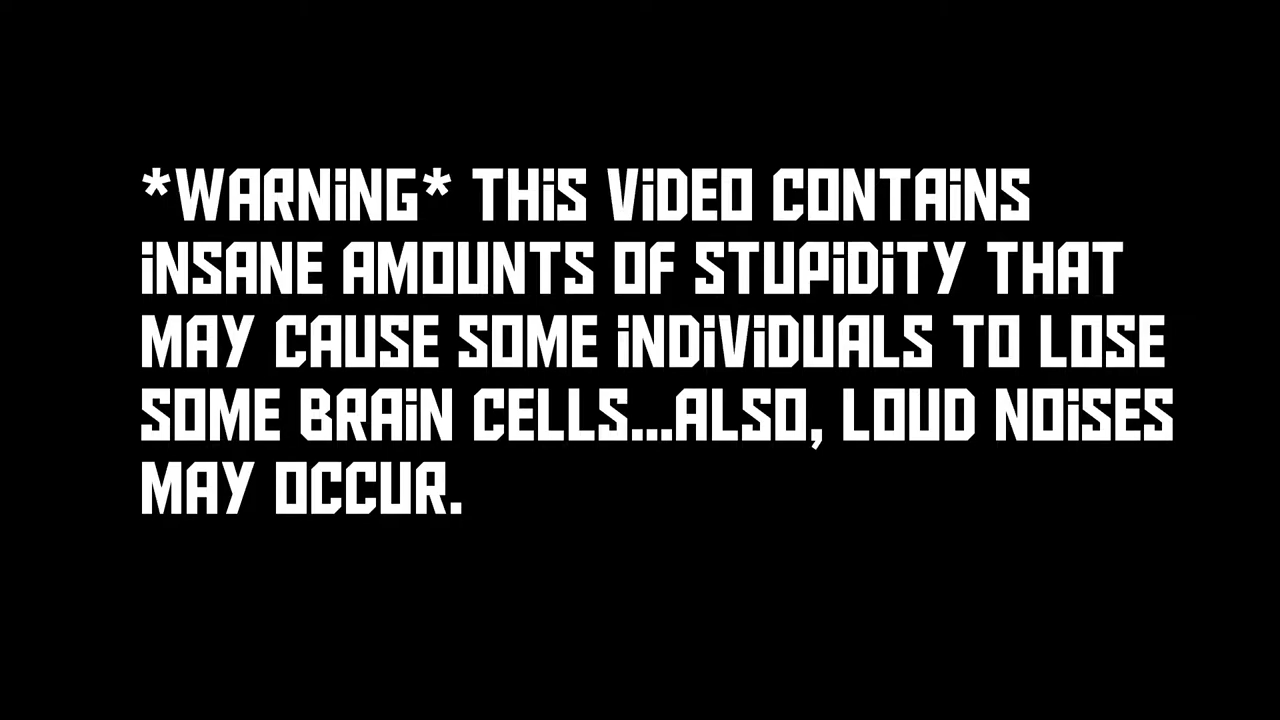 *WARNiNG* THiS ViDEO CONTAiNS
iNSANE AMOUNTS OF STUPiDiTY THAT
MAY CAUSE SOME iNDiViDUALS TO LOSE
SOME BRAiN CELLS...ALSO, LOUD NOiSES
MAY OCCUR.